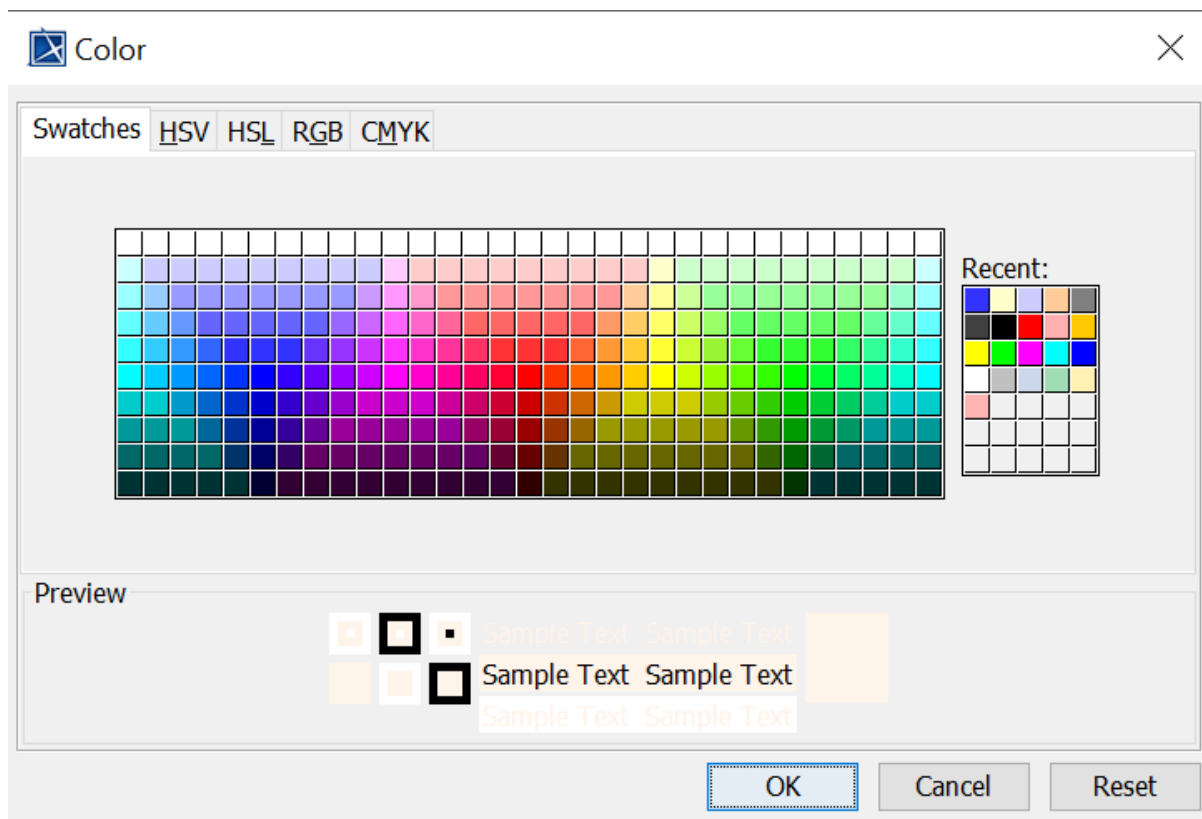 Color
Swatches HSV HSL RGB CMYK
Recent:
Preview
Sample Text Sample Text
Sample Text Sample Text
Sample Text Sample Text
OK Cancel Reset